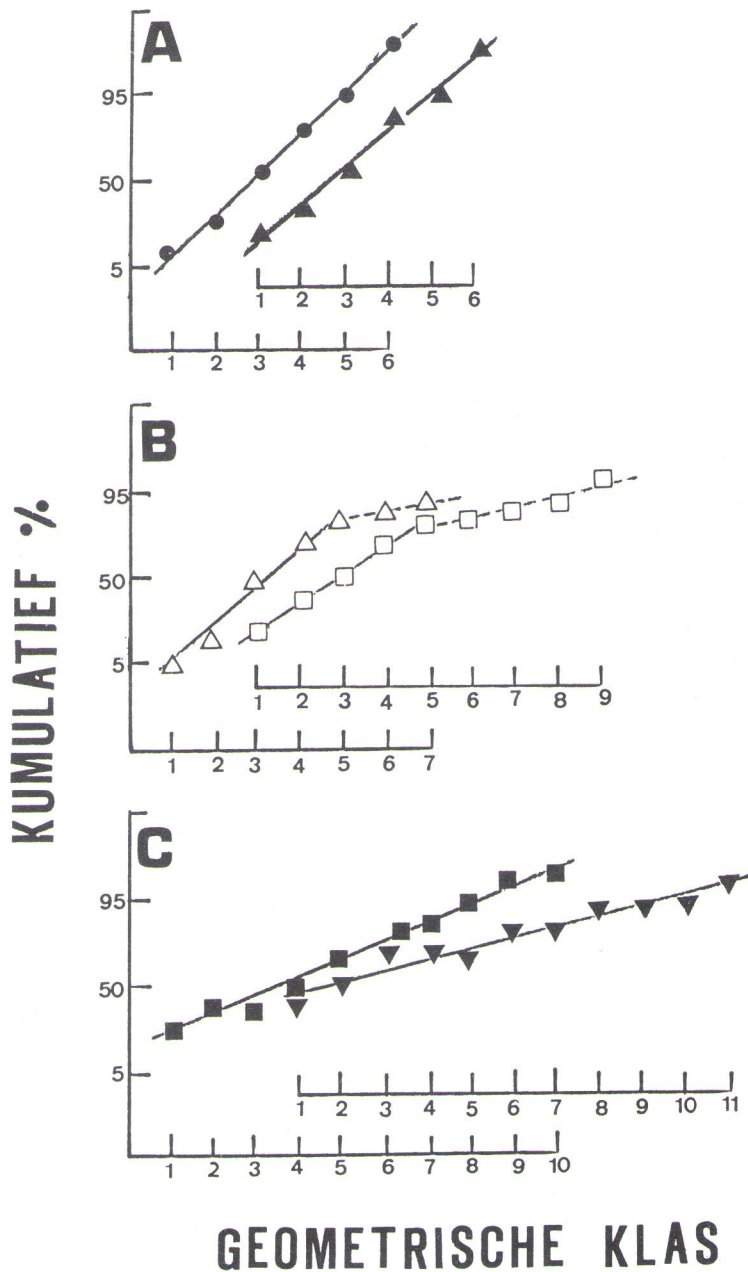 A
95
50
5
1 2 3 4 5 6
1 2 3 4 5 6
B
95
50
5
1 2 3 4 5 6 7 8 9
1 2 3 4 5 6 7
C
95
50
5
1 2 3 4 5 6 7 8 9 10 11
1 2 3 4 5 6 7 8 9 10
KUMULATIEF %
GEOMETRISCHE KLAS